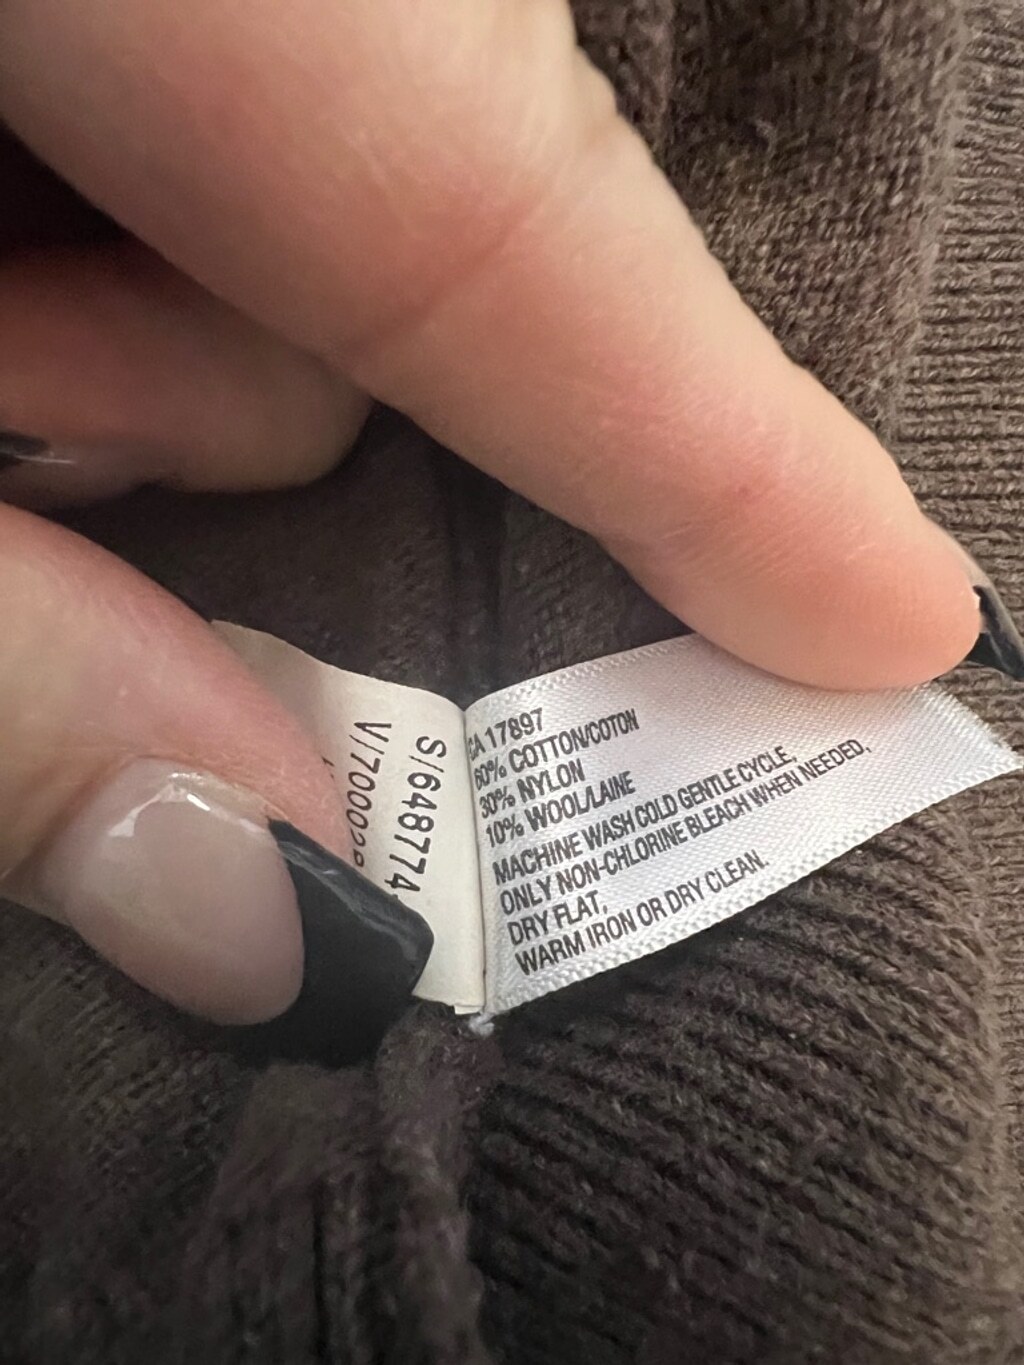 CA 17897
60% COTTON/COTON
30% NYLON
10% WOOL/LAINE
MACHINE WASH COLD GENTLE CYCLE,
ONLY NON-CHLORINE BLEACH WHEN NEEDED,
DRY FLAT,
WARM IRON OR DRY CLEAN.
S/648774
V/70002